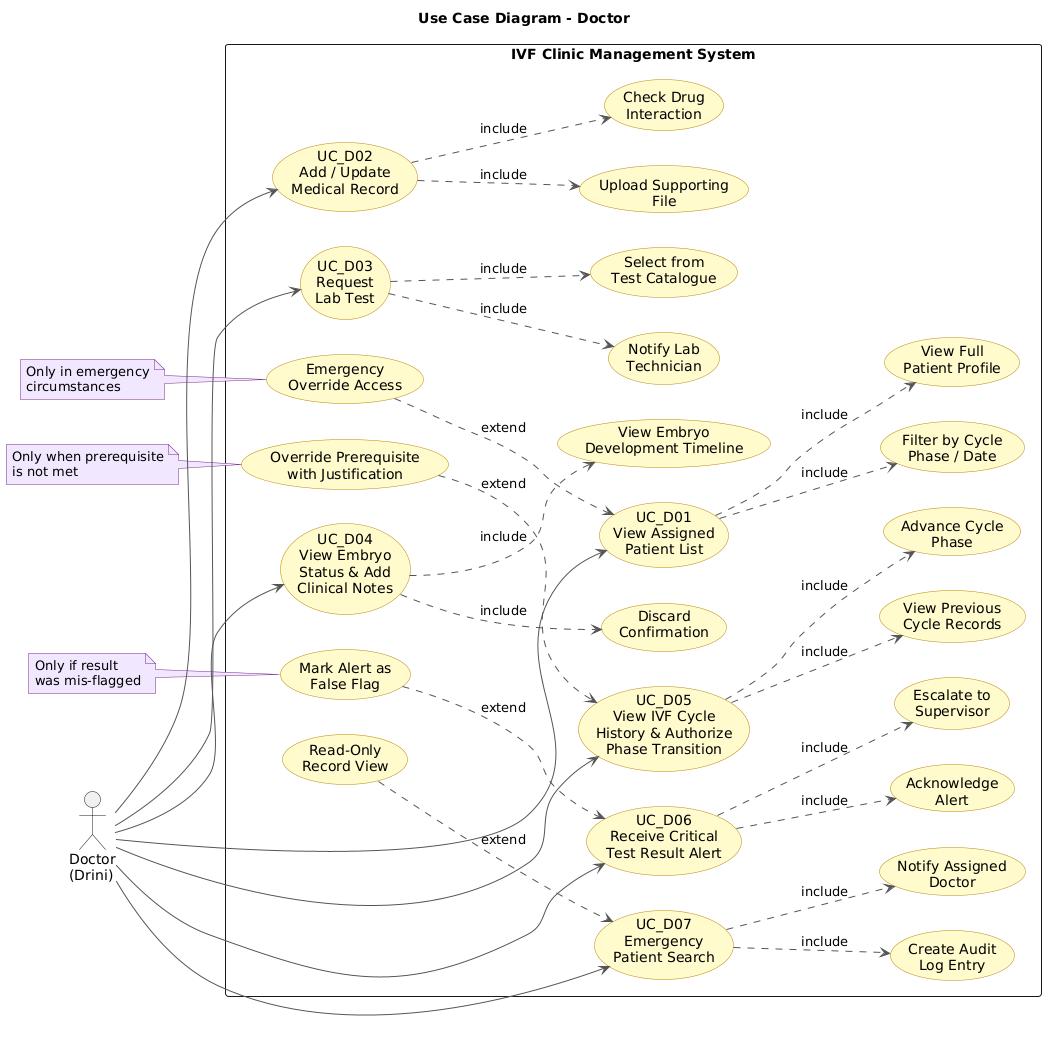 Use Case Diagram - Doctor
IVF Clinic Management System
Check Drug
Interaction
include
UC_D02
Add / Update
Medical Record
include
Upload Supporting
File
UC_D03
Request
Lab Test
include
Select from
Test Catalogue
include
Notify Lab
Technician
View Full
Patient Profile
Only in emergency
circumstances
Emergency
Override Access
include
extend
View Embryo
Development Timeline
Filter by Cycle
Phase / Date
Only when prerequisite
is not met
Override Prerequisite
with Justification
extend
include
UC_D01
View Assigned
Patient List
Advance Cycle
Phase
UC_D04
View Embryo
Status & Add
Clinical Notes
include
include
include
Discard
Confirmation
View Previous
Cycle Records
include
Only if result
was mis-flagged
Mark Alert as
False Flag
extend
UC_D05
View IVF Cycle
History & Authorize
Phase Transition
Escalate to
Supervisor
include
Read-Only
Record View
Acknowledge
Alert
include
UC_D06
Receive Critical
Test Result Alert
extend
Doctor
(Drini)
Notify Assigned
Doctor
include
UC_D07
Emergency
Patient Search
include
Create Audit
Log Entry